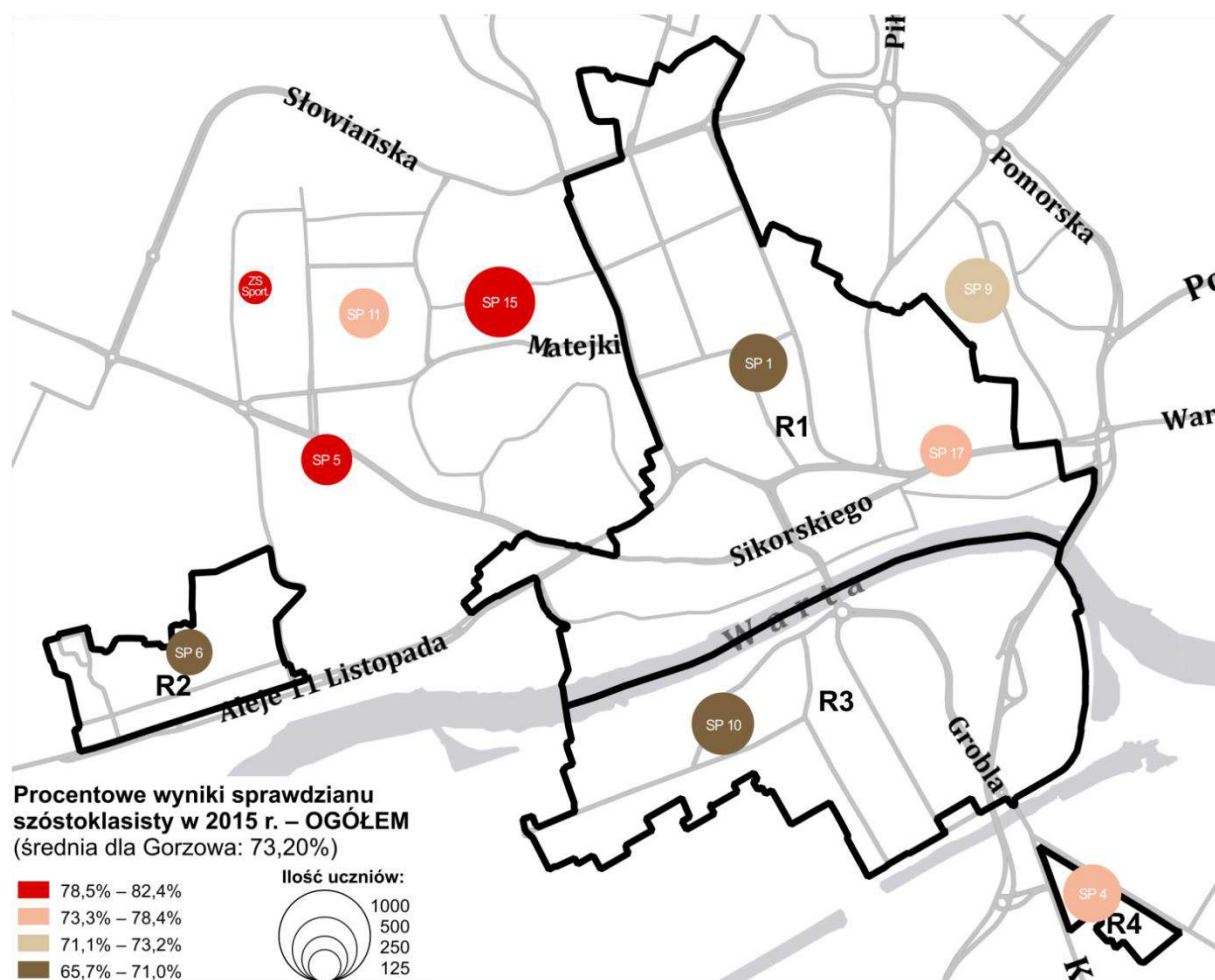 Pił
Słowiańska
Pomorska
ZS
Sport.
SP 15
SP 11
SP 9
Po
Matejki
SP 1
R1
War
SP 5
SP 17
Sikorskiego
Warta
SP 6
R2
Aleje 11 Listopada
SP 10
R3
Grobla
SP 4
R4
K
Procentowe wyniki sprawdzianu
szóstoklasisty w 2015 r. – OGÓŁEM
(średnia dla Gorzowa: 73,20%)
78,5% – 82,4%
73,3% – 78,4%
71,1% – 73,2%
65,7% – 71,0%
Ilość uczniów:
1000
500
250
125